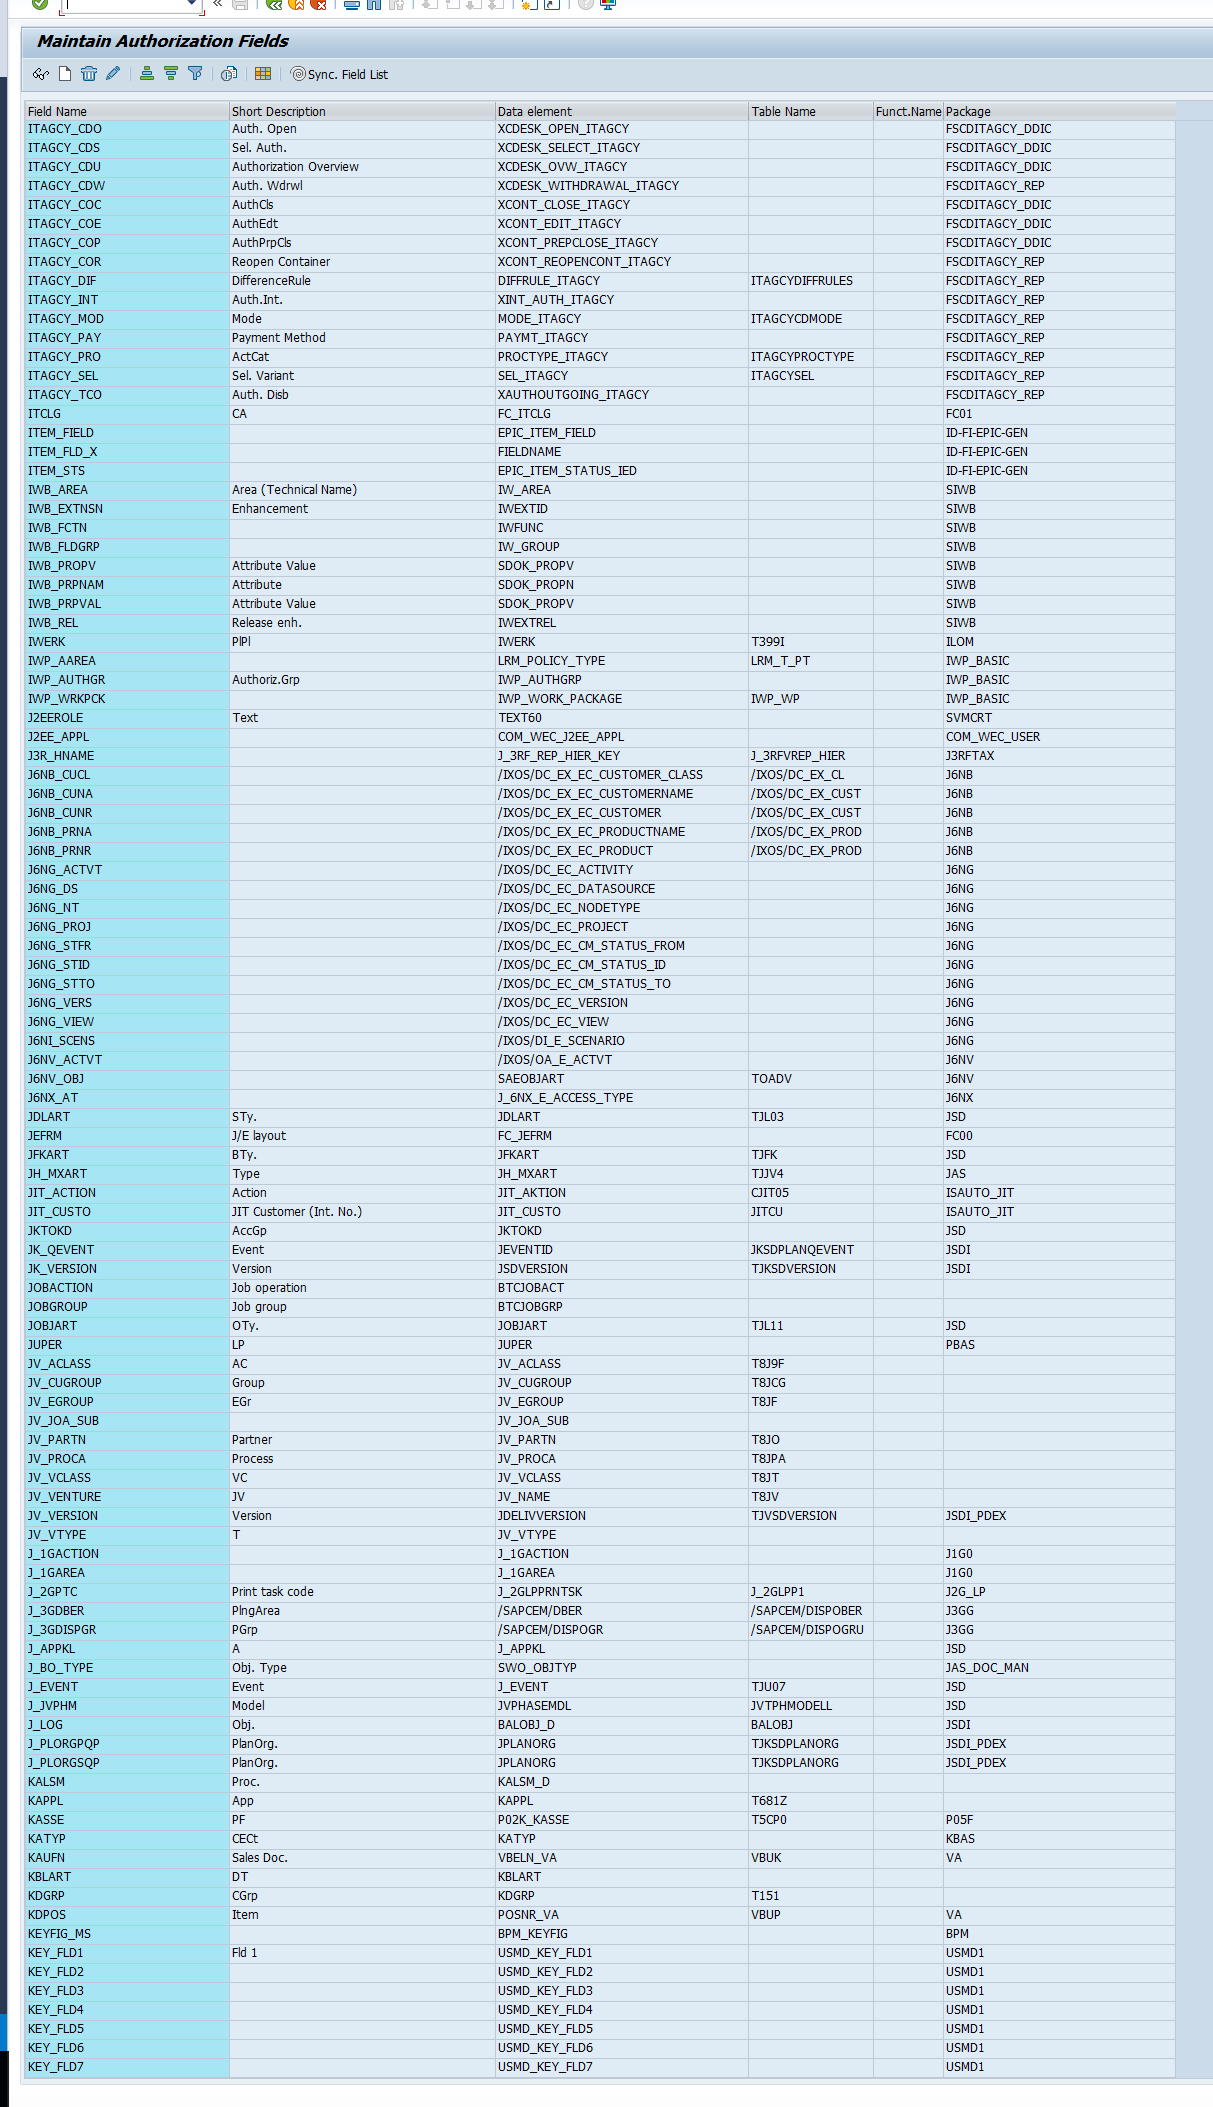 Maintain Authorization Fields
Sync. Field List
Field Name Short Description Data element Table Name Funct.Name Package
ITAGCY_CDO Auth. Open XCDESK_OPEN_ITAGCY FSCDITAGCY_DDIC
ITAGCY_CDS Sel. Auth. XCDESK_SELECT_ITAGCY FSCDITAGCY_DDIC
ITAGCY_CDU Authorization Overview XCDESK_OVW_ITAGCY FSCDITAGCY_DDIC
ITAGCY_CDW Auth. Wdrwl XCDESK_WITHDRAWAL_ITAGCY FSCDITAGCY_REP
ITAGCY_COC AuthCls XCONT_CLOSE_ITAGCY FSCDITAGCY_DDIC
ITAGCY_COE AuthEdt XCONT_EDIT_ITAGCY FSCDITAGCY_DDIC
ITAGCY_COP AuthPrpCls XCONT_PREPCLOSE_ITAGCY FSCDITAGCY_DDIC
ITAGCY_COR Reopen Container XCONT_REOPENCONT_ITAGCY FSCDITAGCY_REP
ITAGCY_DIF DifferenceRule DIFFRULE_ITAGCY ITAGCYDIFFRULES FSCDITAGCY_REP
ITAGCY_INT Auth.Int. XINT_AUTH_ITAGCY FSCDITAGCY_REP
ITAGCY_MOD Mode MODE_ITAGCY ITAGCYCDMODE FSCDITAGCY_REP
ITAGCY_PAY Payment Method PAYMT_ITAGCY FSCDITAGCY_REP
ITAGCY_PRO ActCat PROCTYPE_ITAGCY ITAGCYPROCTYPE FSCDITAGCY_REP
ITAGCY_SEL Sel. Variant SEL_ITAGCY ITAGCYSEL FSCDITAGCY_REP
ITAGCY_TCO Auth. Disb XAUTHOUTGOING_ITAGCY FSCDITAGCY_REP
ITCLG CA FC_ITCLG FC01
ITEM_FIELD EPIC_ITEM_FIELD ID-FI-EPIC-GEN
ITEM_FLD_X FIELDNAME ID-FI-EPIC-GEN
ITEM_STS EPIC_ITEM_STATUS_IED ID-FI-EPIC-GEN
IWB_AREA Area (Technical Name) IW_AREA SIWB
IWB_EXTNSN Enhancement IWEXTID SIWB
IWB_FCTN IWFUNC SIWB
IWB_FLDGRP IW_GROUP SIWB
IWB_PROPV Attribute Value SDOK_PROPV SIWB
IWB_PRPNAM Attribute SDOK_PROPN SIWB
IWB_PRPVAL Attribute Value SDOK_PROPV SIWB
IWB_REL Release enh. IWEXTREL SIWB
IWERK PlPl IWERK T399I ILOM
IWP_AAREA LRM_POLICY_TYPE LRM_T_PT IWP_BASIC
IWP_AUTHGR Authoriz.Grp IWP_AUTHGRP IWP_BASIC
IWP_WRKPCK IWP_WORK_PACKAGE IWP_WP IWP_BASIC
J2EEROLE Text TEXT60 SVMCRT
J2EE_APPL COM_WEC_J2EE_APPL COM_WEC_USER
J3R_HNAME J_3RF_REP_HIER_KEY J_3RFVREP_HIER J3RFTAX
J6NB_CUCL /IXOS/DC_EX_EC_CUSTOMER_CLASS /IXOS/DC_EX_CL J6NB
J6NB_CUNA /IXOS/DC_EX_EC_CUSTOMERNAME /IXOS/DC_EX_CUST J6NB
J6NB_CUNR /IXOS/DC_EX_EC_CUSTOMER /IXOS/DC_EX_CUST J6NB
J6NB_PRNA /IXOS/DC_EX_EC_PRODUCTNAME /IXOS/DC_EX_PROD J6NB
J6NB_PRNR /IXOS/DC_EX_EC_PRODUCT /IXOS/DC_EX_PROD J6NB
J6NG_ACTVT /IXOS/DC_EC_ACTIVITY J6NG
J6NG_DS /IXOS/DC_EC_DATASOURCE J6NG
J6NG_NT /IXOS/DC_EC_NODETYPE J6NG
J6NG_PROJ /IXOS/DC_EC_PROJECT J6NG
J6NG_STFR /IXOS/DC_EC_CM_STATUS_FROM J6NG
J6NG_STID /IXOS/DC_EC_CM_STATUS_ID J6NG
J6NG_STTO /IXOS/DC_EC_CM_STATUS_TO J6NG
J6NG_VERS /IXOS/DC_EC_VERSION J6NG
J6NG_VIEW /IXOS/DC_EC_VIEW J6NG
J6NI_SCENS /IXOS/DI_E_SCENARIO J6NG
J6NV_ACTVT /IXOS/OA_E_ACTVT J6NV
J6NV_OBJ SAEOBJART TOADV J6NV
J6NX_AT J_6NX_E_ACCESS_TYPE J6NX
JDLART STy. JDLART TJL03 JSD
JEFRM J/E layout FC_JEFRM FC00
JFKART BTy. JFKART TJFK JSD
JH_MXART Type JH_MXART TJJV4 JAS
JIT_ACTION Action JIT_AKTION CJIT05 ISAUTO_JIT
JIT_CUSTO JIT Customer (Int. No.) JIT_CUSTO JITCU ISAUTO_JIT
JKTOKD AccGp JKTOKD JSD
JK_QEVENT Event JEVENTID JKSDPLANQEVENT JSDI
JK_VERSION Version JSDVERSION TJKSDVERSION JSDI
JOBACTION Job operation BTCJOBACT
JOBGROUP Job group BTCJOBGRP
JOBJART OTy. JOBJART TJL11 JSD
JUPER LP JUPER PBAS
JV_ACLASS AC JV_ACLASS T8J9F
JV_CUGROUP Group JV_CUGROUP T8JCG
JV_EGROUP EGr JV_EGROUP T8JF
JV_JOA_SUB JV_JOA_SUB
JV_PARTN Partner JV_PARTN T8JO
JV_PROCA Process JV_PROCA T8JPA
JV_VCLASS VC JV_VCLASS T8JT
JV_VENTURE JV JV_NAME T8JV
JV_VERSION Version JDELIVVERSION TJVSDVERSION JSDI_PDEX
JV_VTYPE T JV_VTYPE
J_1GACTION J_1GACTION J1G0
J_1GAREA J_1GAREA J1G0
J_2GPTC Print task code J_2GLPPRNTSK J_2GLPP1 J2G_LP
J_3GDBER PlngArea /SAPCEM/DBER /SAPCEM/DISPOBER J3GG
J_3GDISPGR PGrp /SAPCEM/DISPOGR /SAPCEM/DISPOGRU J3GG
J_APPKL A J_APPKL JSD
J_BO_TYPE Obj. Type SWO_OBJTYP JAS_DOC_MAN
J_EVENT Event J_EVENT TJU07 JSD
J_JVPHM Model JVPHASEMDL JVTPHMODELL JSD
J_LOG Obj. BALOBJ_D BALOBJ JSDI
J_PLORGPQP PlanOrg. JPLANORG TJKSDPLANORG JSDI_PDEX
J_PLORGSQP PlanOrg. JPLANORG TJKSDPLANORG JSDI_PDEX
KALSM Proc. KALSM_D
KAPPL App KAPPL T681Z
KASSE PF P02K_KASSE T5CP0 P05F
KATYP CECt KATYP KBAS
KAUFN Sales Doc. VBELN_VA VBUK VA
KBLART DT KBLART
KDGRP CGrp KDGRP T151
KDPOS Item POSNR_VA VBUP VA
KEYFIG_MS BPM_KEYFIG BPM
KEY_FLD1 Fld 1 USMD_KEY_FLD1 USMD1
KEY_FLD2 USMD_KEY_FLD2 USMD1
KEY_FLD3 USMD_KEY_FLD3 USMD1
KEY_FLD4 USMD_KEY_FLD4 USMD1
KEY_FLD5 USMD_KEY_FLD5 USMD1
KEY_FLD6 USMD_KEY_FLD6 USMD1
KEY_FLD7 USMD_KEY_FLD7 USMD1